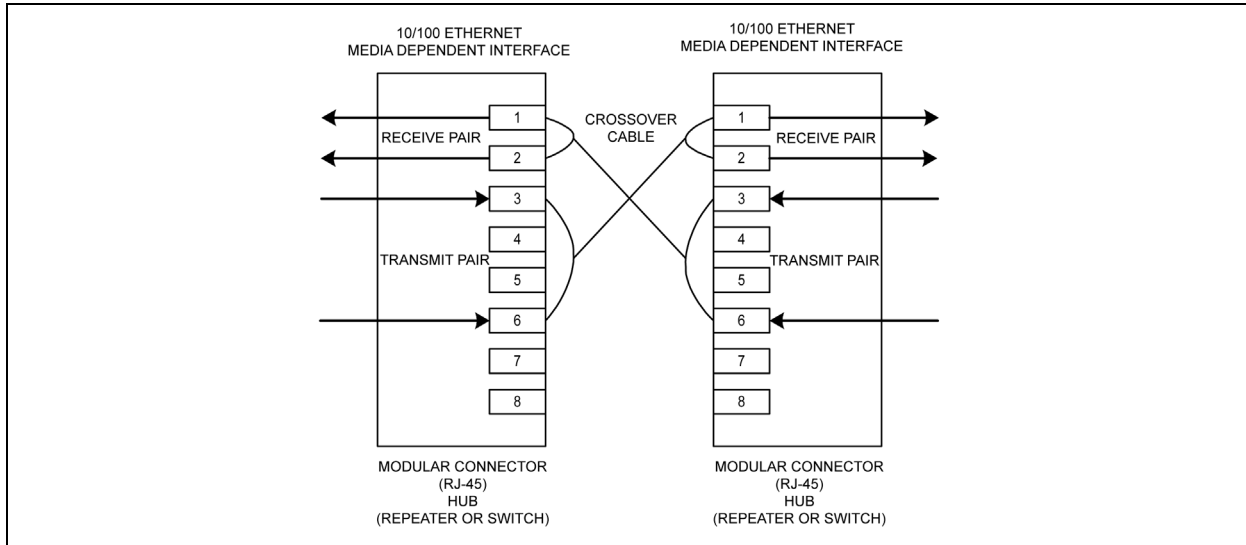 10/100 ETHERNET
MEDIA DEPENDENT INTERFACE
10/100 ETHERNET
MEDIA DEPENDENT INTERFACE
1
RECEIVE PAIR
2
3
4
TRANSMIT PAIR
5
6
7
8
CROSSOVER
CABLE
1
RECEIVE PAIR
2
3
4
TRANSMIT PAIR
5
6
7
8
MODULAR CONNECTOR
(RJ-45)
HUB
(REPEATER OR SWITCH)
MODULAR CONNECTOR
(RJ-45)
HUB
(REPEATER OR SWITCH)